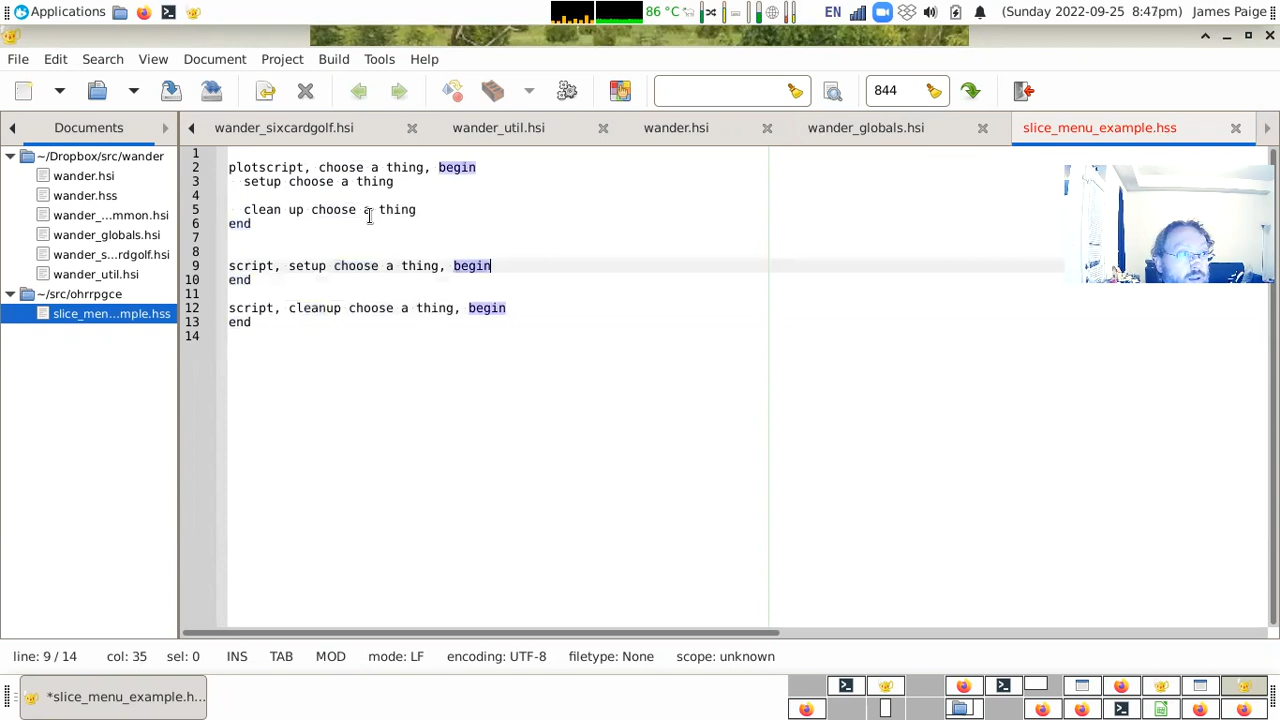 Applications
86 °C
EN
(Sunday 2022-09-25 8:47pm)
James Paige
File Edit Search View Document Project Build Tools Help
844
Documents
wander_sixcardgolf.hsi
wander_util.hsi
wander.hsi
wander_globals.hsi
slice_menu_example.hss
~/Dropbox/src/wander
wander.hsi
wander.hss
wander_...mmon.hsi
wander_globals.hsi
wander_s...rdgolf.hsi
wander_util.hsi
~/src/ohrrpgce
slice_men...mple.hss
1
2 plotscript, choose a thing, begin
3 setup choose a thing
4
5 clean up choose a thing
6 end
7
8
9 script, setup choose a thing, begin
10 end
11
12 script, cleanup choose a thing, begin
13 end
14
line: 9 / 14 col: 35 sel: 0 INS TAB MOD mode: LF encoding: UTF-8 filetype: None scope: unknown
*slice_menu_example.h...